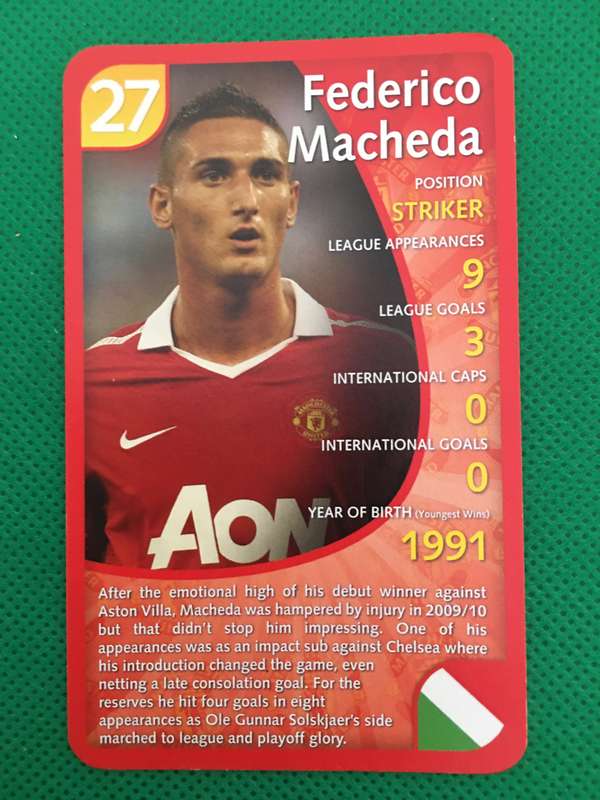 27
Federico
Macheda
POSITION
STRIKER
LEAGUE APPEARANCES
9
LEAGUE GOALS
3
INTERNATIONAL CAPS
0
INTERNATIONAL GOALS
0
YEAR OF BIRTH (Youngest Wins)
1991
MANCHESTER
UNITED
AON
After the emotional high of his debut winner against
Aston Villa, Macheda was hampered by injury in 2009/10
but that didn't stop him impressing. One of his
appearances was as an impact sub against Chelsea where
his introduction changed the game, even
netting a late consolation goal. For the
reserves he hit four goals in eight
appearances as Ole Gunnar Solskjaer's side
marched to league and playoff glory.